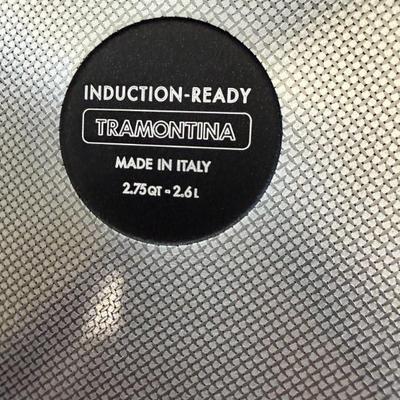 INDUCTION-READY
TRAMONTINA
MADE IN ITALY
2.75QT = 2.6L